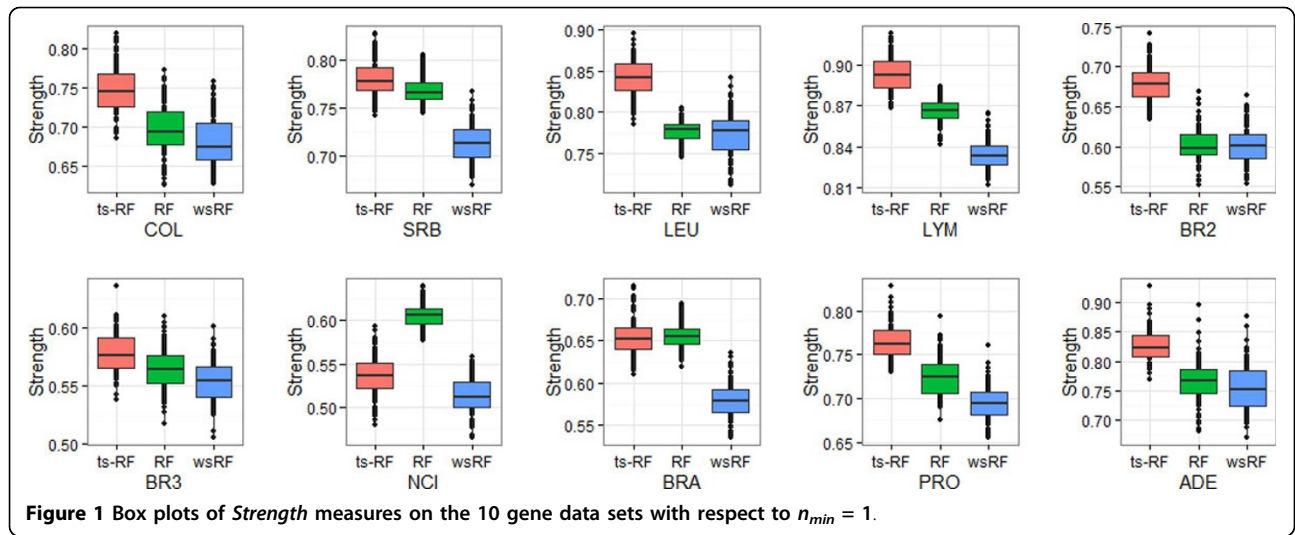 Strength
0.80
0.75
0.70
0.65
ts-RF RF wsRF
COL
Strength
0.80
0.75
0.70
ts-RF RF wsRF
SRB
Strength
0.90
0.85
0.80
0.75
ts-RF RF wsRF
LEU
Strength
0.90
0.87
0.84
0.81
ts-RF RF wsRF
LYM
Strength
0.75
0.70
0.65
0.60
0.55
ts-RF RF wsRF
BR2
Strength
0.60
0.55
0.50
ts-RF RF wsRF
BR3
Strength
0.60
0.55
0.50
ts-RF RF wsRF
NCI
Strength
0.70
0.65
0.60
0.55
ts-RF RF wsRF
BRA
Strength
0.80
0.75
0.70
0.65
ts-RF RF wsRF
PRO
Strength
0.90
0.85
0.80
0.75
0.70
ts-RF RF wsRF
ADE
Figure 1 Box plots of Strength measures on the 10 gene data sets with respect to n_min = 1.